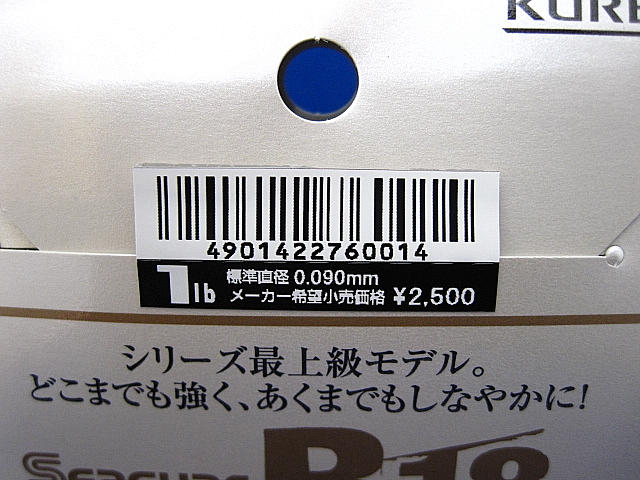 KURE
4901422760014
1lb
標準直径 0.090mm
メーカー希望小売価格 ¥2,500
シリーズ最上級モデル。
どこまでも強く、あくまでもしなやかに!
SEAGUAR R18